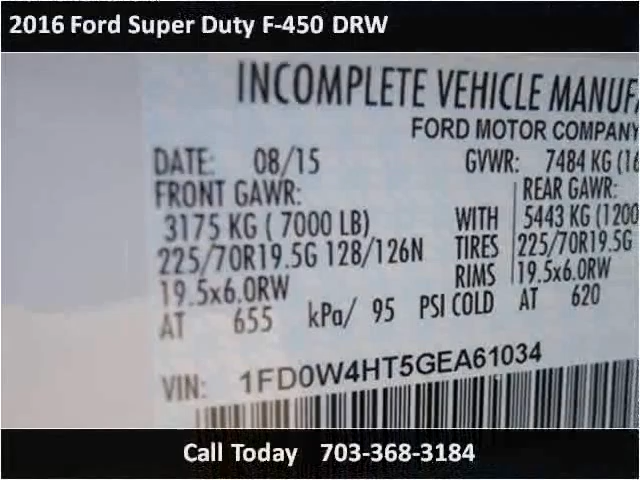 2016 Ford Super Duty F-450 DRW
INCOMPLETE VEHICLE MANUF
FORD MOTOR COMPANY
DATE: 08/15 GVWR: 7484 KG (16
FRONT GAWR: REAR GAWR:
3175 KG ( 7000 LB) WITH 5443 KG (1200
225/70R19.5G 128/126N TIRES 225/70R19.5G
19.5x6.0RW RIMS 19.5x6.0RW
AT 655 kPa/ 95 PSI COLD AT 620
VIN: 1FD0W4HT5GEA61034
Call Today 703-368-3184